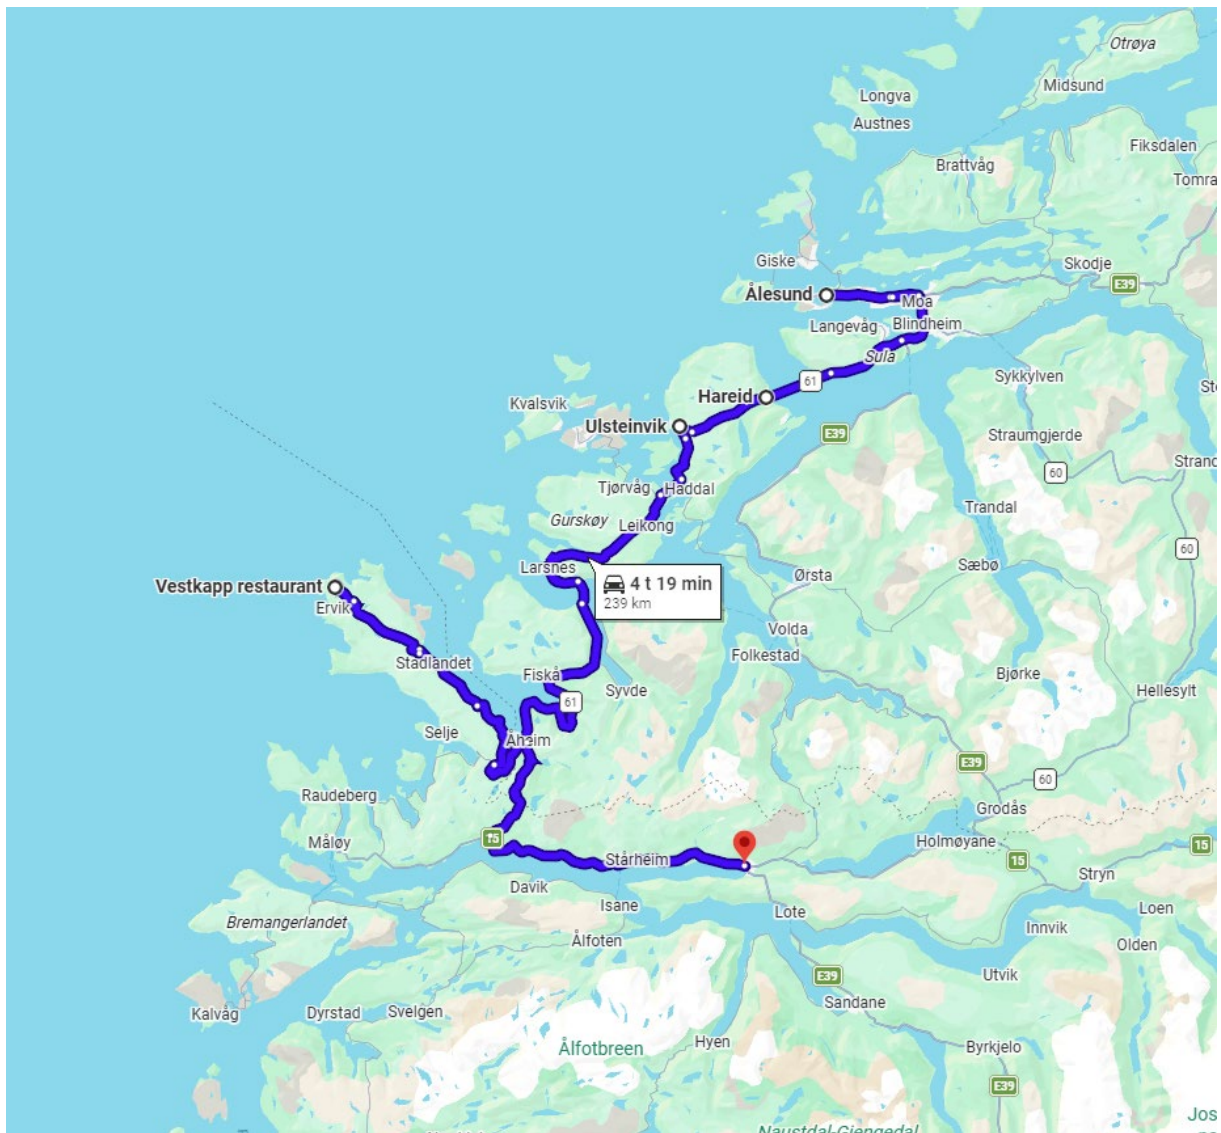 Otrøya
Midsund
Longva
Austnes
Fiksdalen
Brattvåg
Tomra
Giske
Skodje
E39
Ålesund
Moa
Langevåg
Blindheim
Sula
Sykkylven
61
Hareid
Kvalsvik
Ulsteinvik
E39
Straumgjerde
Strand
60
Tjørvåg
Haddal
Trandal
Gurskøy
Leikong
60
Larsnes
Sæbø
Ørsta
4 t 19 min
239 km
Vestkapp restaurant
Ervik
Volda
Folkestad
Stadlandet
Fiskå
Syvde
Bjørke
Hellesylt
61
Selje
Åheim
E39
60
Raudeberg
Grodås
Måløy
15
Holmøyane
15
Stårheim
15
Stryn
Davik
Isane
Lote
Loen
Bremangerlandet
Innvik
Ålfoten
Olden
E39
Utvik
Sandane
Kalvåg
Dyrstad
Svelgen
Hyen
Ålfotbreen
Byrkjelo
E39
Jos
Naustdal-Gjengedal